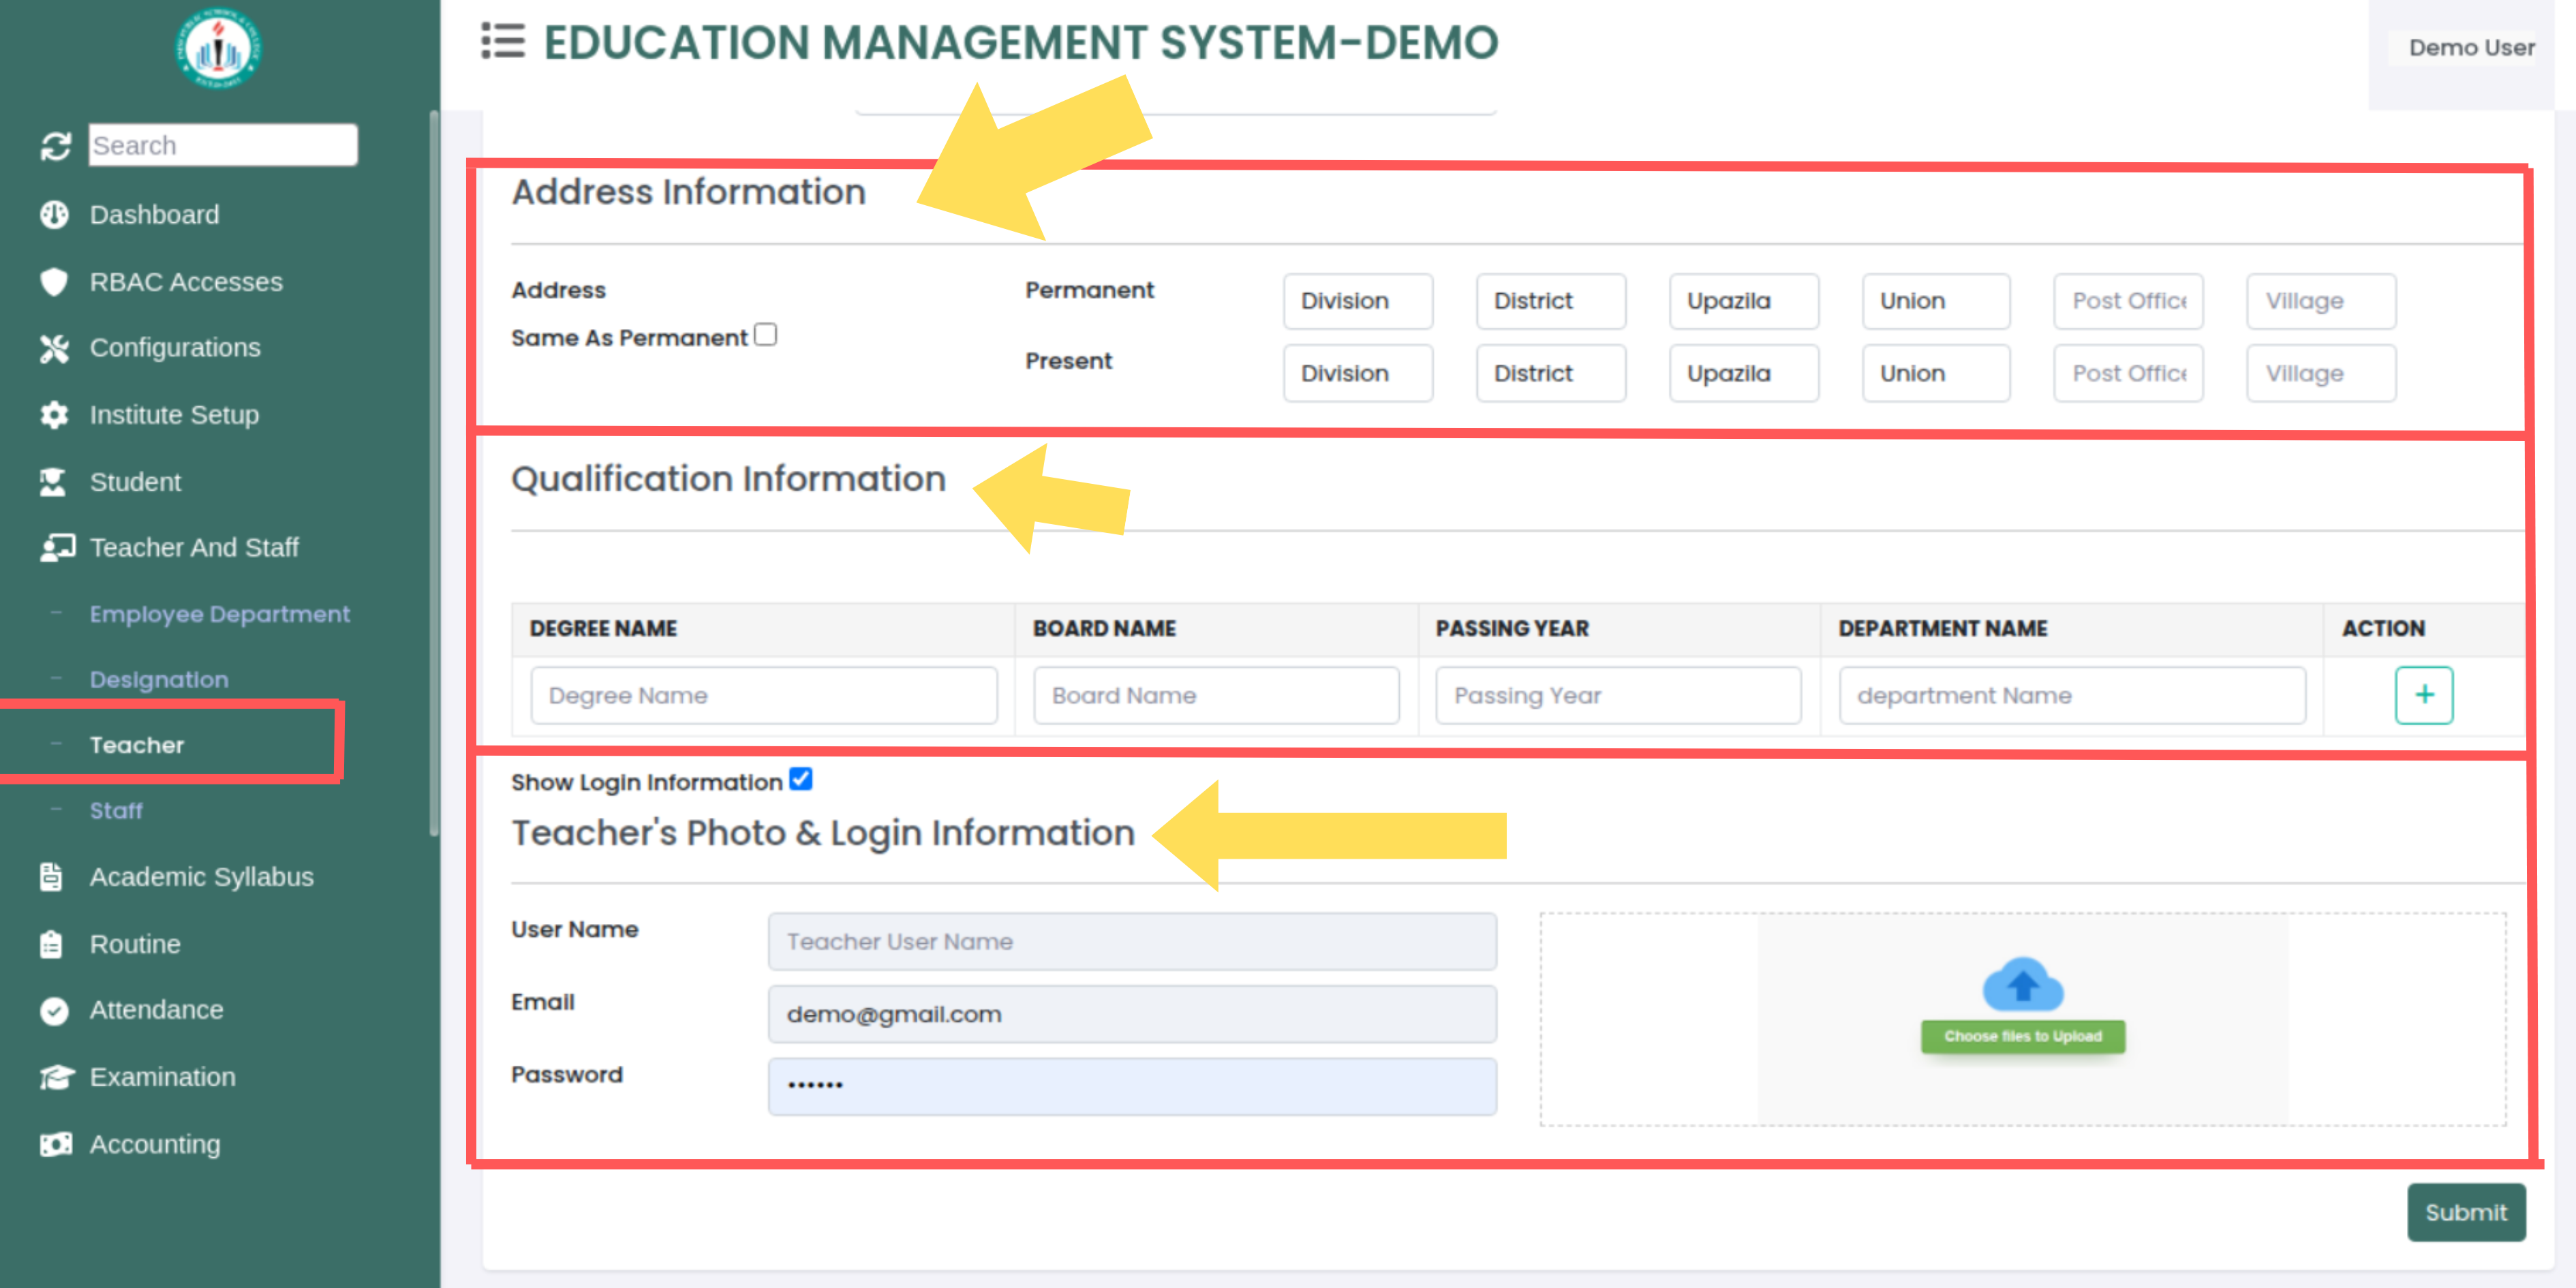 EDUCATION MANAGEMENT SYSTEM-DEMO
Demo User
Search
Dashboard
RBAC Accesses
Configurations
Institute Setup
Student
Teacher And Staff
Employee Department
Designation
Teacher
Staff
Academic Syllabus
Routine
Attendance
Examination
Accounting
Address Information
Address
Same As Permanent
Permanent
Division District Upazila Union Post Office Village
Present
Division District Upazila Union Post Office Village
Qualification Information
DEGREE NAME BOARD NAME PASSING YEAR DEPARTMENT NAME ACTION
Degree Name Board Name Passing Year department Name +
Show Login Information
Teacher's Photo & Login Information
User Name Teacher User Name
Email demo@gmail.com
Password ••••••
Choose files to Upload
Submit